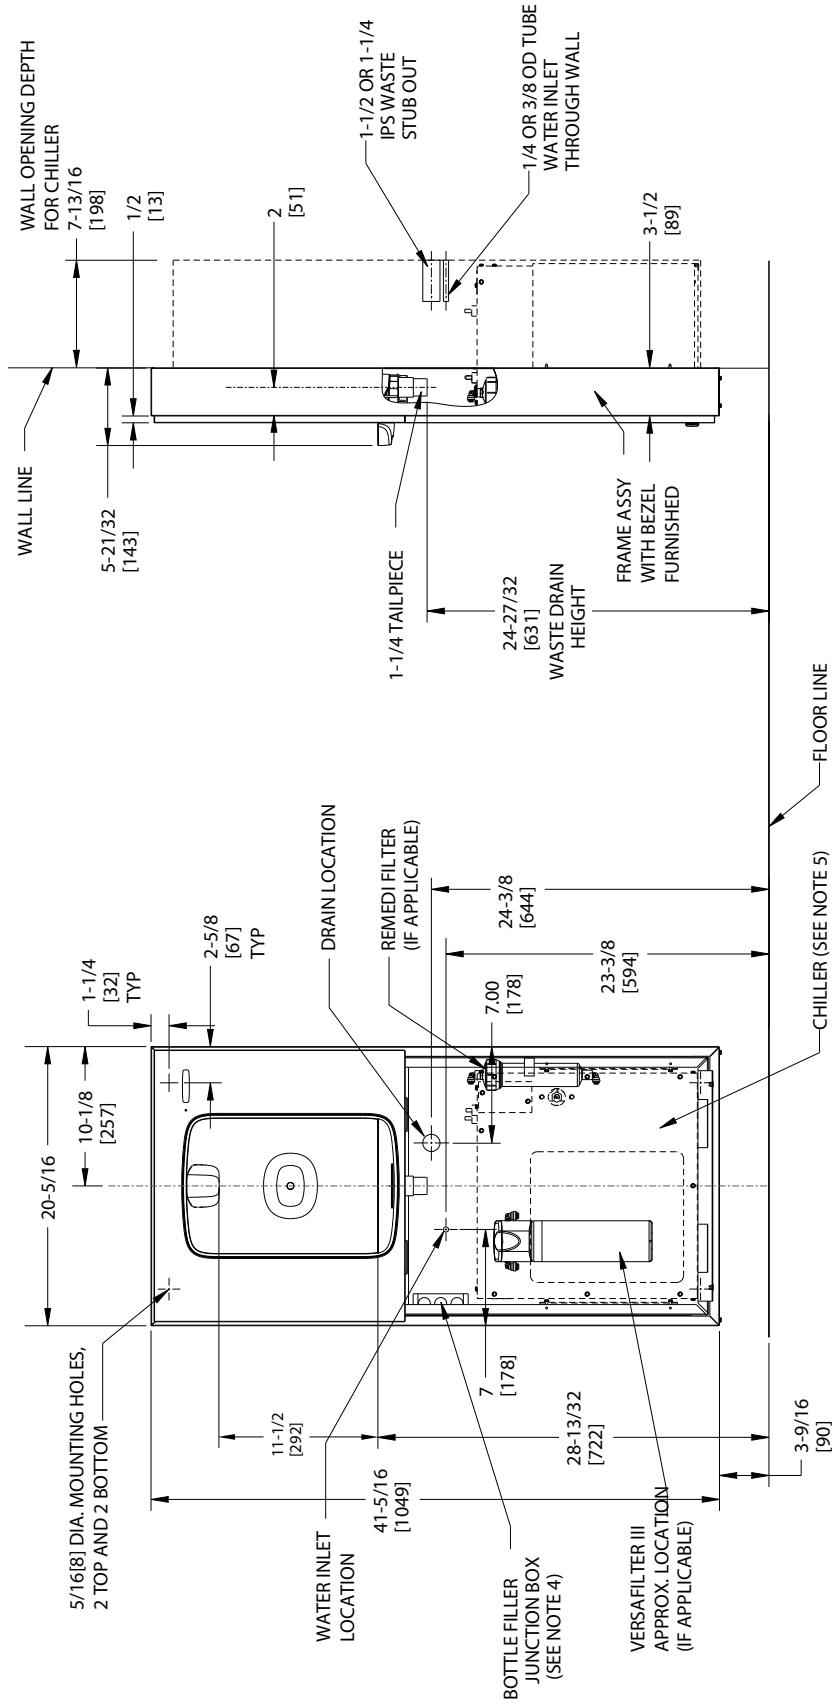 5/16[8] DIA. MOUNTING HOLES,
2 TOP AND 2 BOTTOM
20-5/16
10-1/8
[257]
1-1/4
[32]
TYP
2-5/8
[67]
TYP
11-1/2
[292]
41-5/16
[1049]
WATER INLET
LOCATION
7
[178]
BOTTLE FILLER
JUNCTION BOX
(SEE NOTE 4)
28-13/32
[722]
VERSAFILTER III
APPROX. LOCATION
(IF APPLICABLE)
3-9/16
[90]
DRAIN LOCATION
REMEDI FILTER
(IF APPLICABLE)
7.00
[178]
24-3/8
[644]
23-3/8
[594]
CHILLER (SEE NOTE 5)
FLOOR LINE
WALL LINE
5-21/32
[143]
WALL OPENING DEPTH
FOR CHILLER
7-13/16
[198]
1/2
[13]
2
[51]
1-1/2 OR 1-1/4
IPS WASTE
STUB OUT
1/4 OR 3/8 OD TUBE
WATER INLET
THROUGH WALL
1-1/4 TAILPIECE
24-27/32
[631]
WASTE DRAIN
HEIGHT
FRAME ASSY
WITH BEZEL
FURNISHED
3-1/2
[89]